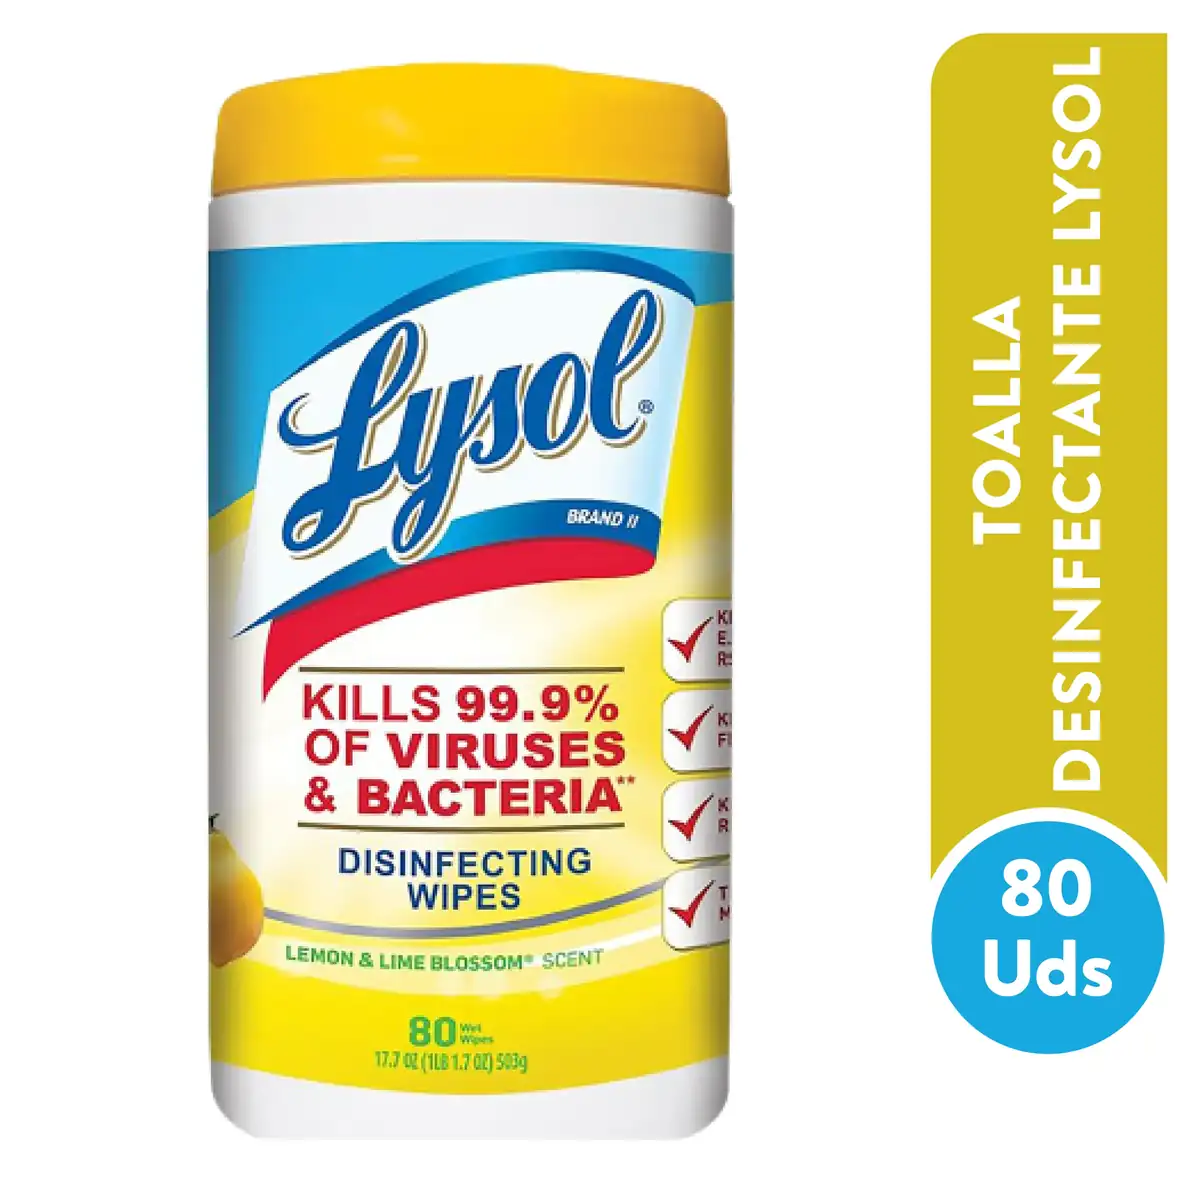 Lysol®
BRAND II
KILLS 99.9%
OF VIRUSES
& BACTERIA**
DISINFECTING
WIPES
LEMON & LIME BLOSSOM® SCENT
80 Wet
Wipes
17.7 OZ (1LB 1.7 OZ) 503g
TOALLA
DESINFECTANTE LYSOL
80
Uds